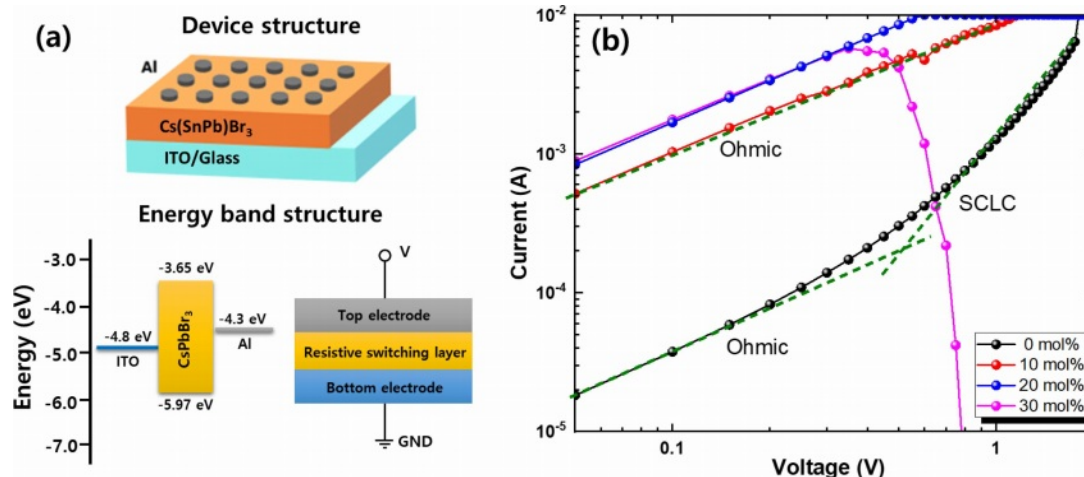 (a)
Device structure
Al
Cs(SnPb)Br₃
ITO/Glass
Energy band structure
Energy (eV)
-3.0
-4.0
-5.0
-6.0
-7.0
-3.65 eV
-4.8 eV
ITO
CsPbBr₃
-5.97 eV
-4.3 eV
Al
V
Top electrode
Resistive switching layer
Bottom electrode
GND
(b)
Current (A)
10⁻²
10⁻³
10⁻⁴
10⁻⁵
Ohmic
SCLC
Ohmic
0 mol%
10 mol%
20 mol%
30 mol%
0.1
1
Voltage (V)